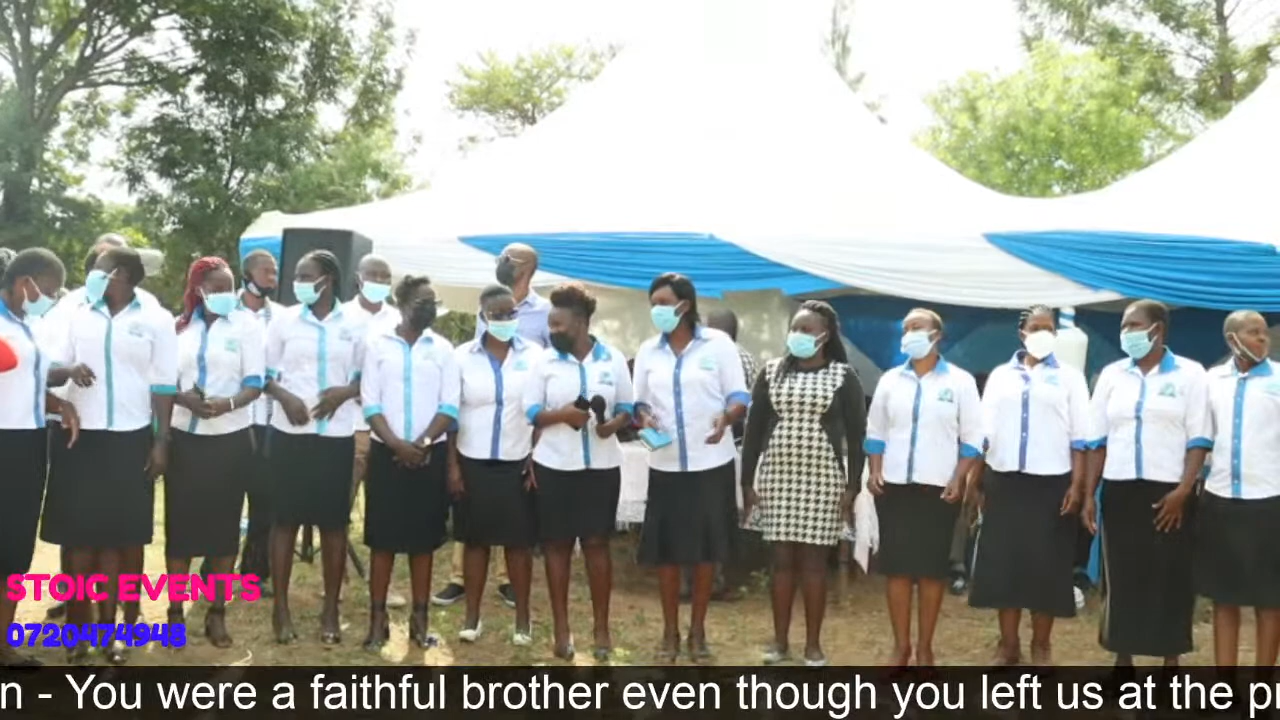 STOIC EVENTS
0720474948
n - You were a faithful brother even though you left us at the pr